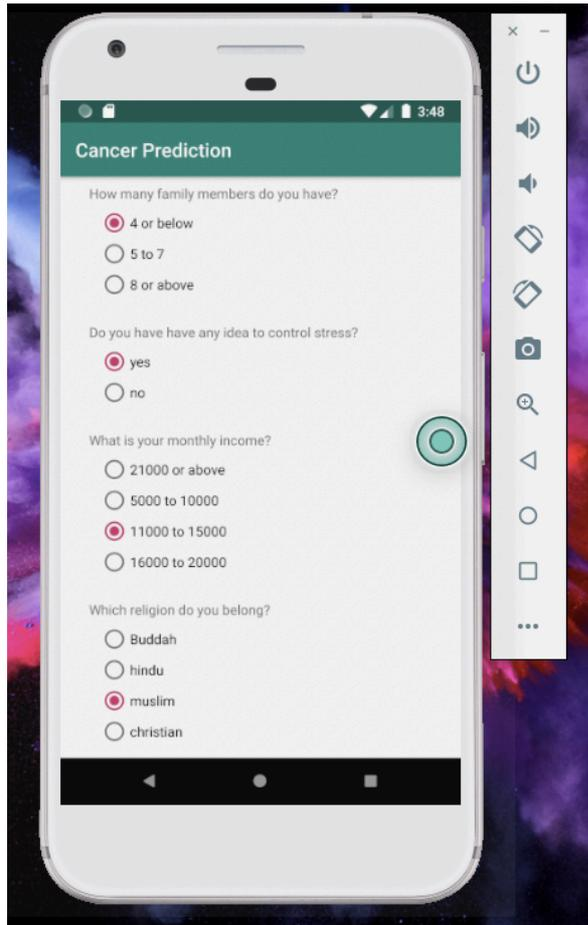 3:48
Cancer Prediction
How many family members do you have?
4 or below
5 to 7
8 or above
Do you have have any idea to control stress?
yes
no
What is your monthly income?
21000 or above
5000 to 10000
11000 to 15000
16000 to 20000
Which religion do you belong?
Buddah
hindu
muslim
christian